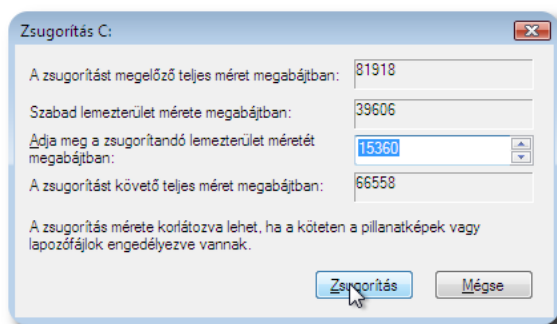 Zsugorítás C:
A zsugorítást megelőző teljes méret megabájtban: 81918
Szabad lemezterület mérete megabájtban: 39606
Adja meg a zsugorítandó lemezterület méretét
megabájtban: 15360
A zsugorítást követő teljes méret megabájtban: 66558
A zsugorítás mérete korlátozva lehet, ha a köteten a pillanatképek vagy
lapozófájlok engedélyezve vannak.
Zsugorítás Mégse